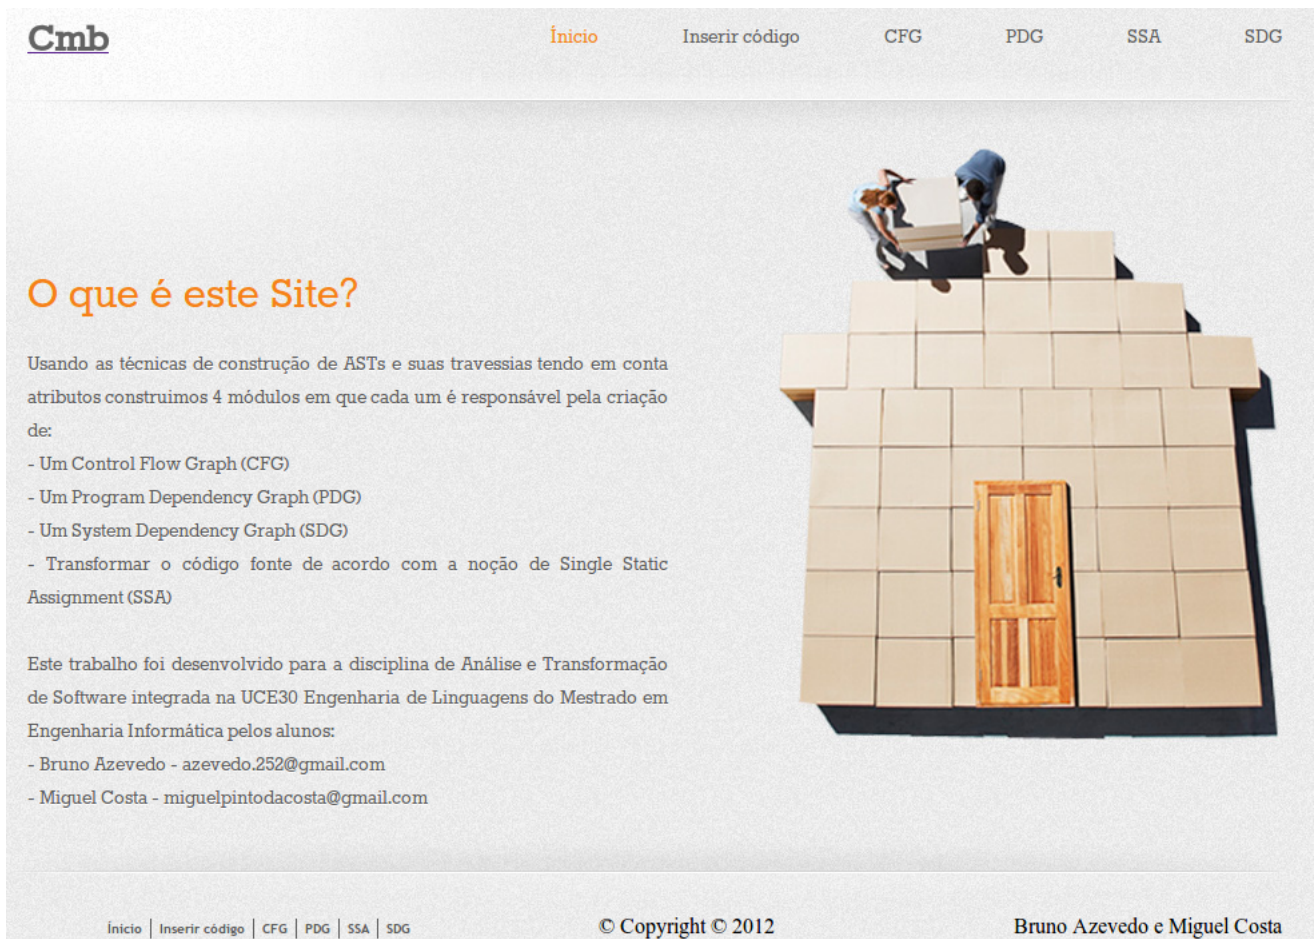 Cmb
Ínicio
Inserir código
CFG
PDG
SSA
SDG
O que é este Site?
Usando as técnicas de construção de ASTs e suas travessias tendo em conta
atributos construimos 4 módulos em que cada um é responsável pela criação
de:
- Um Control Flow Graph (CFG)
- Um Program Dependency Graph (PDG)
- Um System Dependency Graph (SDG)
- Transformar o código fonte de acordo com a noção de Single Static
Assignment (SSA)
Este trabalho foi desenvolvido para a disciplina de Análise e Transformação
de Software integrada na UCE30 Engenharia de Linguagens do Mestrado em
Engenharia Informática pelos alunos:
- Bruno Azevedo - azevedo.252@gmail.com
- Miguel Costa - miguelpintodacosta@gmail.com
Ínicio | Inserir código | CFG | PDG | SSA | SDG
© Copyright © 2012
Bruno Azevedo e Miguel Costa